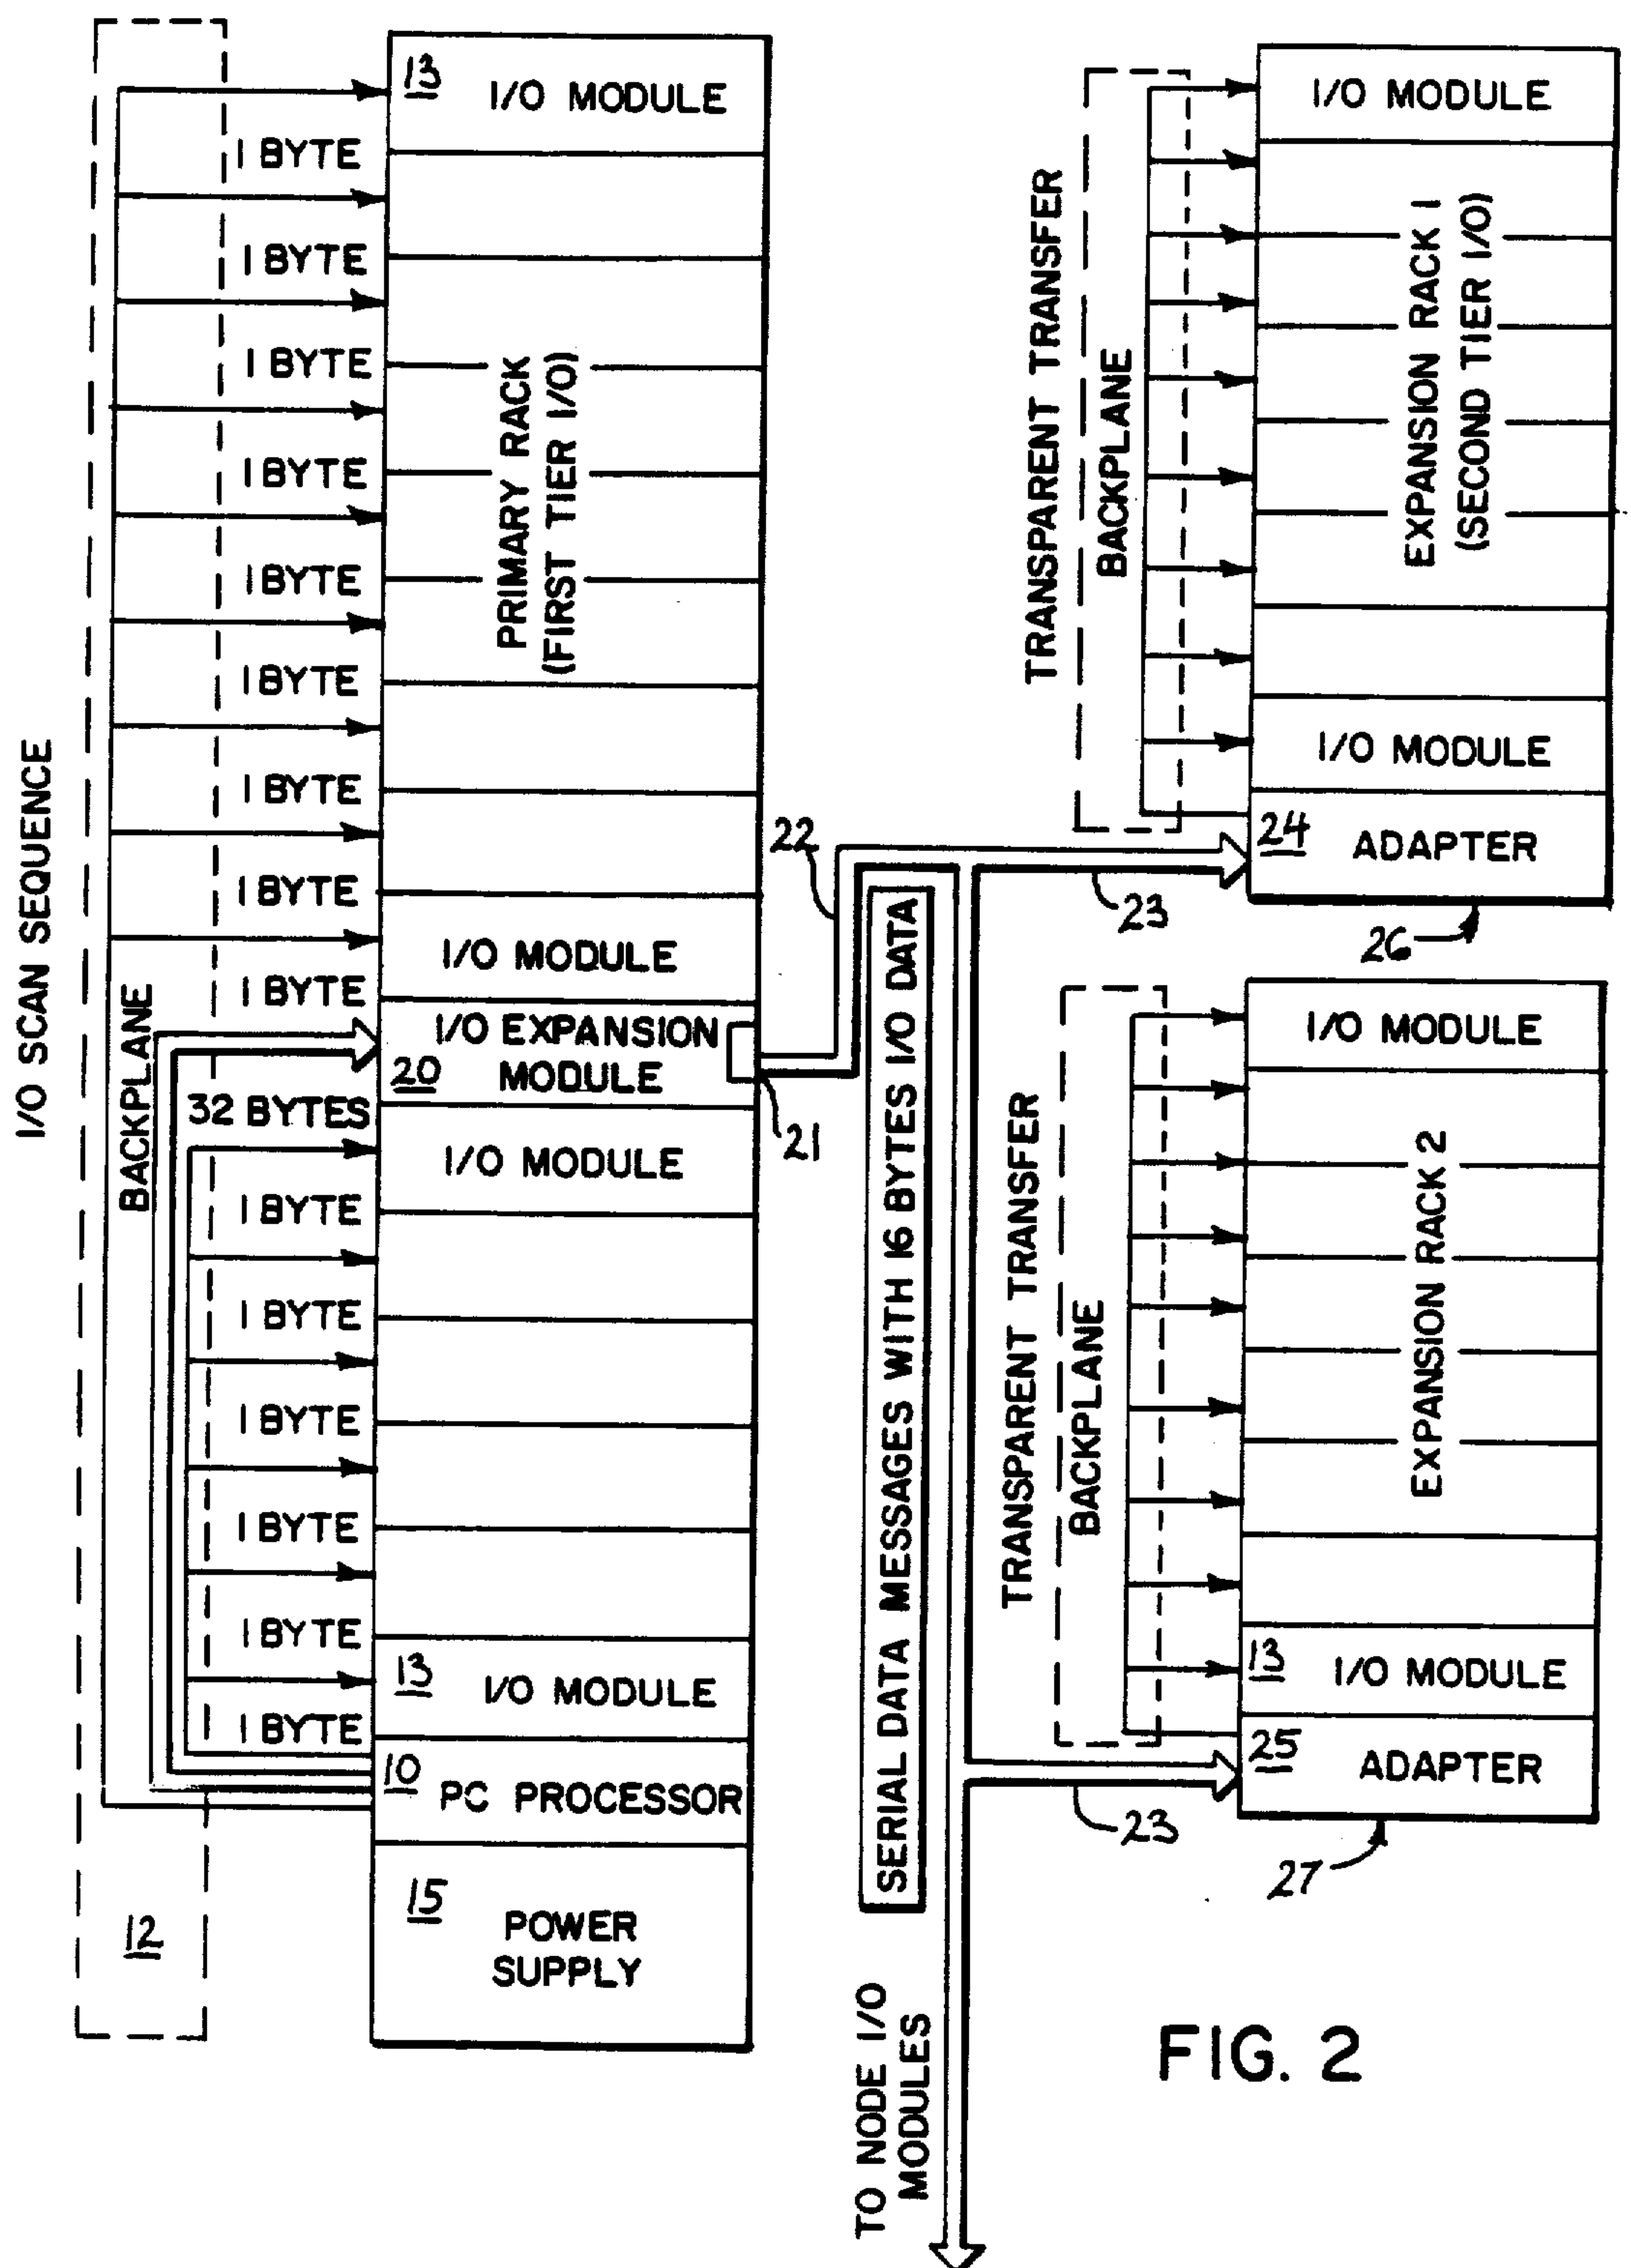 I/O SCAN SEQUENCE
12
BACKPLANE
13
I/O MODULE
1 BYTE
1 BYTE
1 BYTE
1 BYTE
1 BYTE
1 BYTE
1 BYTE
1 BYTE
1 BYTE
PRIMARY RACK
(FIRST TIER I/O)
I/O MODULE
I/O EXPANSION
MODULE
20
21
32 BYTES
I/O MODULE
1 BYTE
1 BYTE
1 BYTE
1 BYTE
1 BYTE
1 BYTE
13
I/O MODULE
10
PC PROCESSOR
15
POWER
SUPPLY
22
SERIAL DATA MESSAGES WITH 16 BYTES I/O DATA
TO NODE I/O
MODULES
TRANSPARENT TRANSFER
BACKPLANE
I/O MODULE
EXPANSION RACK 1
(SECOND TIER I/O)
I/O MODULE
24
ADAPTER
23
26
TRANSPARENT TRANSFER
BACKPLANE
I/O MODULE
EXPANSION RACK 2
13
I/O MODULE
25
ADAPTER
23
27
FIG. 2